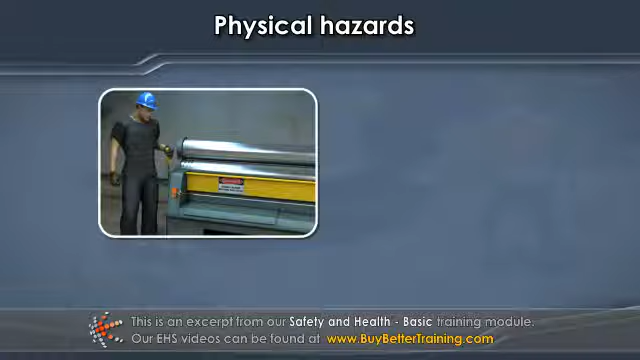 Physical hazards
This is an excerpt from our Safety and Health - Basic training module.
Our EHS videos can be found at www.BuyBetterTraining.com